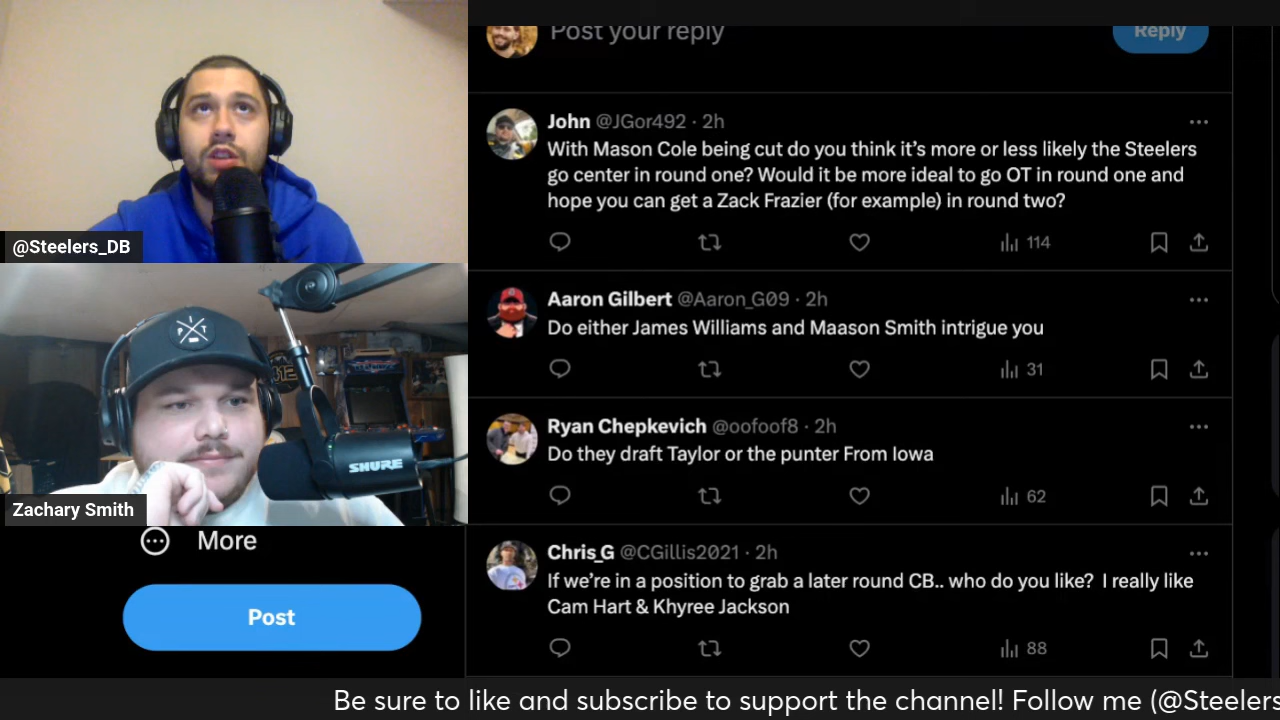 @Steelers_DB
PIT
SHURE
Zachary Smith
More
Post
Post your reply
Reply
John @JGor492 · 2h
With Mason Cole being cut do you think it’s more or less likely the Steelers
go center in round one? Would it be more ideal to go OT in round one and
hope you can get a Zack Frazier (for example) in round two?
114
Aaron Gilbert @Aaron_G09 · 2h
Do either James Williams and Maason Smith intrigue you
31
Ryan Chepkevich @oofoof8 · 2h
Do they draft Taylor or the punter From Iowa
62
Chris_G @CGillis2021 · 2h
If we’re in a position to grab a later round CB.. who do you like? I really like
Cam Hart & Khyree Jackson
88
Be sure to like and subscribe to support the channel! Follow me (@Steelers